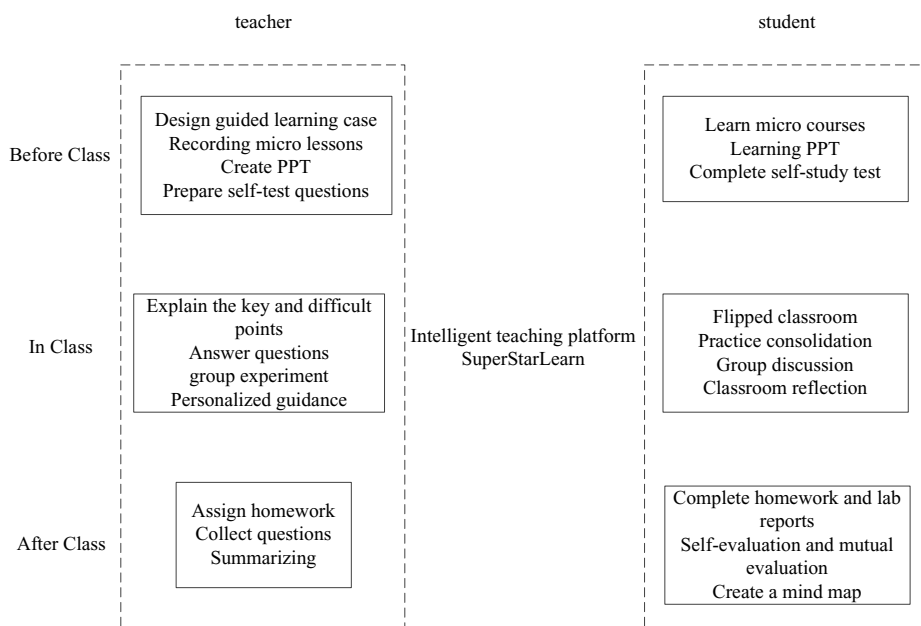 teacher
student
Before Class
Design guided learning case
Recording micro lessons
Create PPT
Prepare self-test questions
Learn micro courses
Learning PPT
Complete self-study test
In Class
Explain the key and difficult
points
Answer questions
group experiment
Personalized guidance
Intelligent teaching platform
SuperStarLearn
Flipped classroom
Practice consolidation
Group discussion
Classroom reflection
After Class
Assign homework
Collect questions
Summarizing
Complete homework and lab
reports
Self-evaluation and mutual
evaluation
Create a mind map